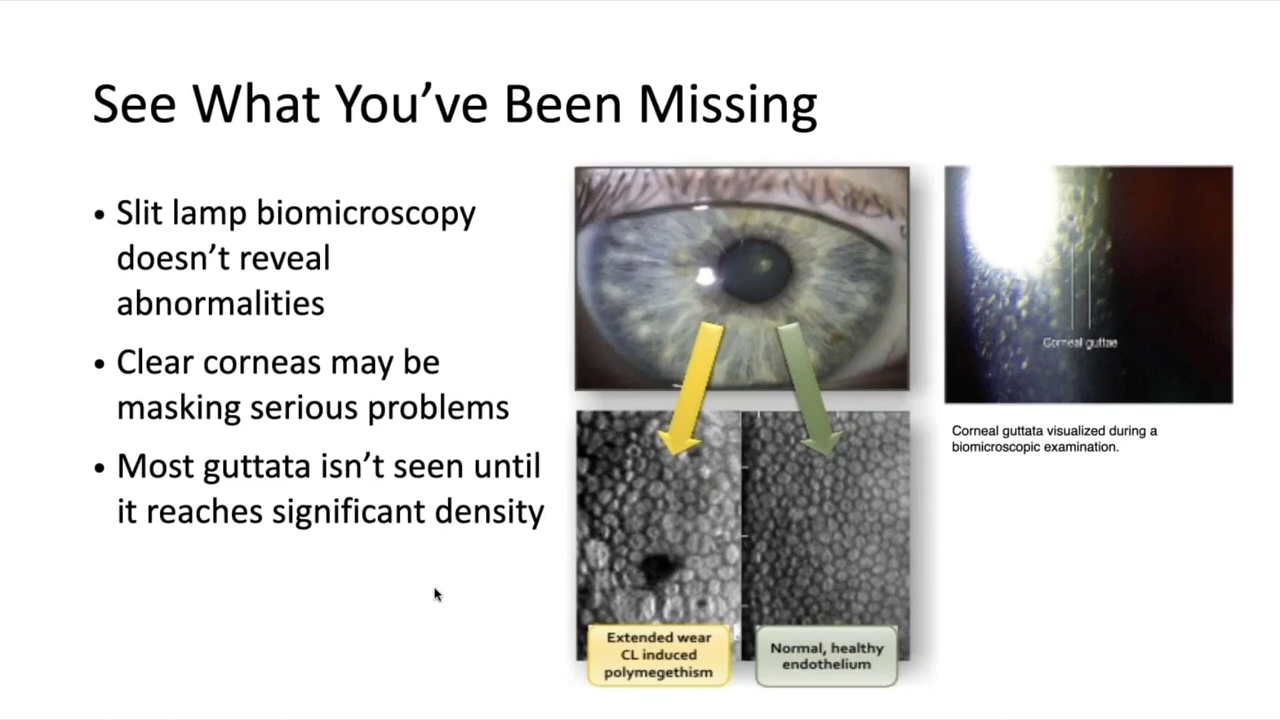 See What You’ve Been Missing
• Slit lamp biomicroscopy
doesn’t reveal
abnormalities
• Clear corneas may be
masking serious problems
• Most guttata isn’t seen until
it reaches significant density
Corneal guttae
Corneal guttata visualized during a
biomicroscopic examination.
Extended wear
CL induced
polymegethism
Normal, healthy
endothelium